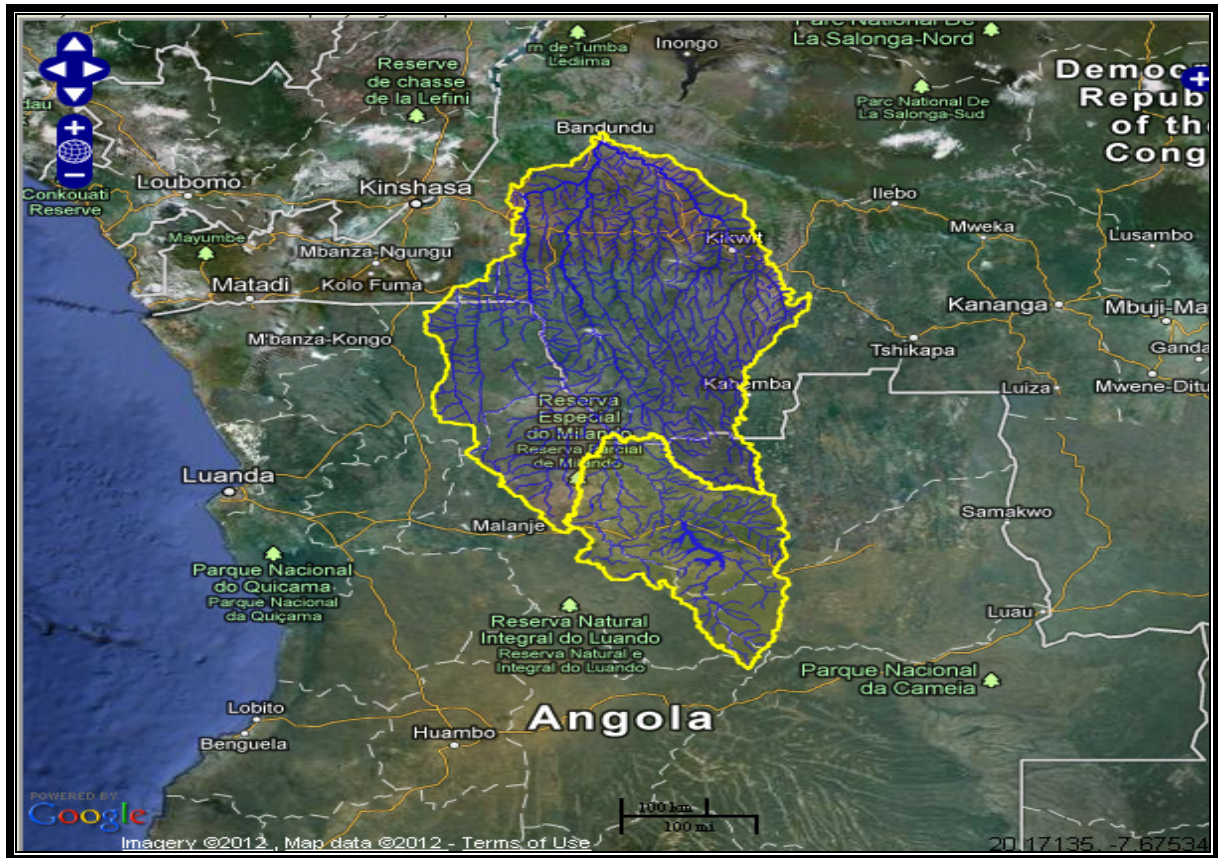 Parc National De
La Salonga-Nord
rn de Tumba
Lediima
Inongo
Reserve
de chasse
de la Lefini
Democ
Repub
of th
Cong
Parc National De
La Salonga-Sud
dau
Bandundu
Loubomo
Kinshasa
Conkouati
Reserve
Ilebo
Mweka
Lusambo
Mayumbe
Mbanza-Ngungu
Kikwit
Matadi
Kolo Fuma
Kananga
Mbuji-Ma
M'banza-Kongo
Tshikapa
Ganda
Kahemba
Luiza
Mwene-Ditu
Reserva
Especial
do Milando
Reserva Parcial
de Milando
Luanda
Malanje
Samakwo
Parque Nacional
do Quicama
Parque Nacional
da Quiçama
Reserva Natural
Integral do Luando
Reserva Natural e
Integral do Luando
Luau
Parque Nacional
da Cameia
Lobito
Angola
Huambo
Benguela
POWERED BY
Google
100 km
100 mi
Imagery ©2012 , Map data ©2012 - Terms of Use
20.17135, -7.67534